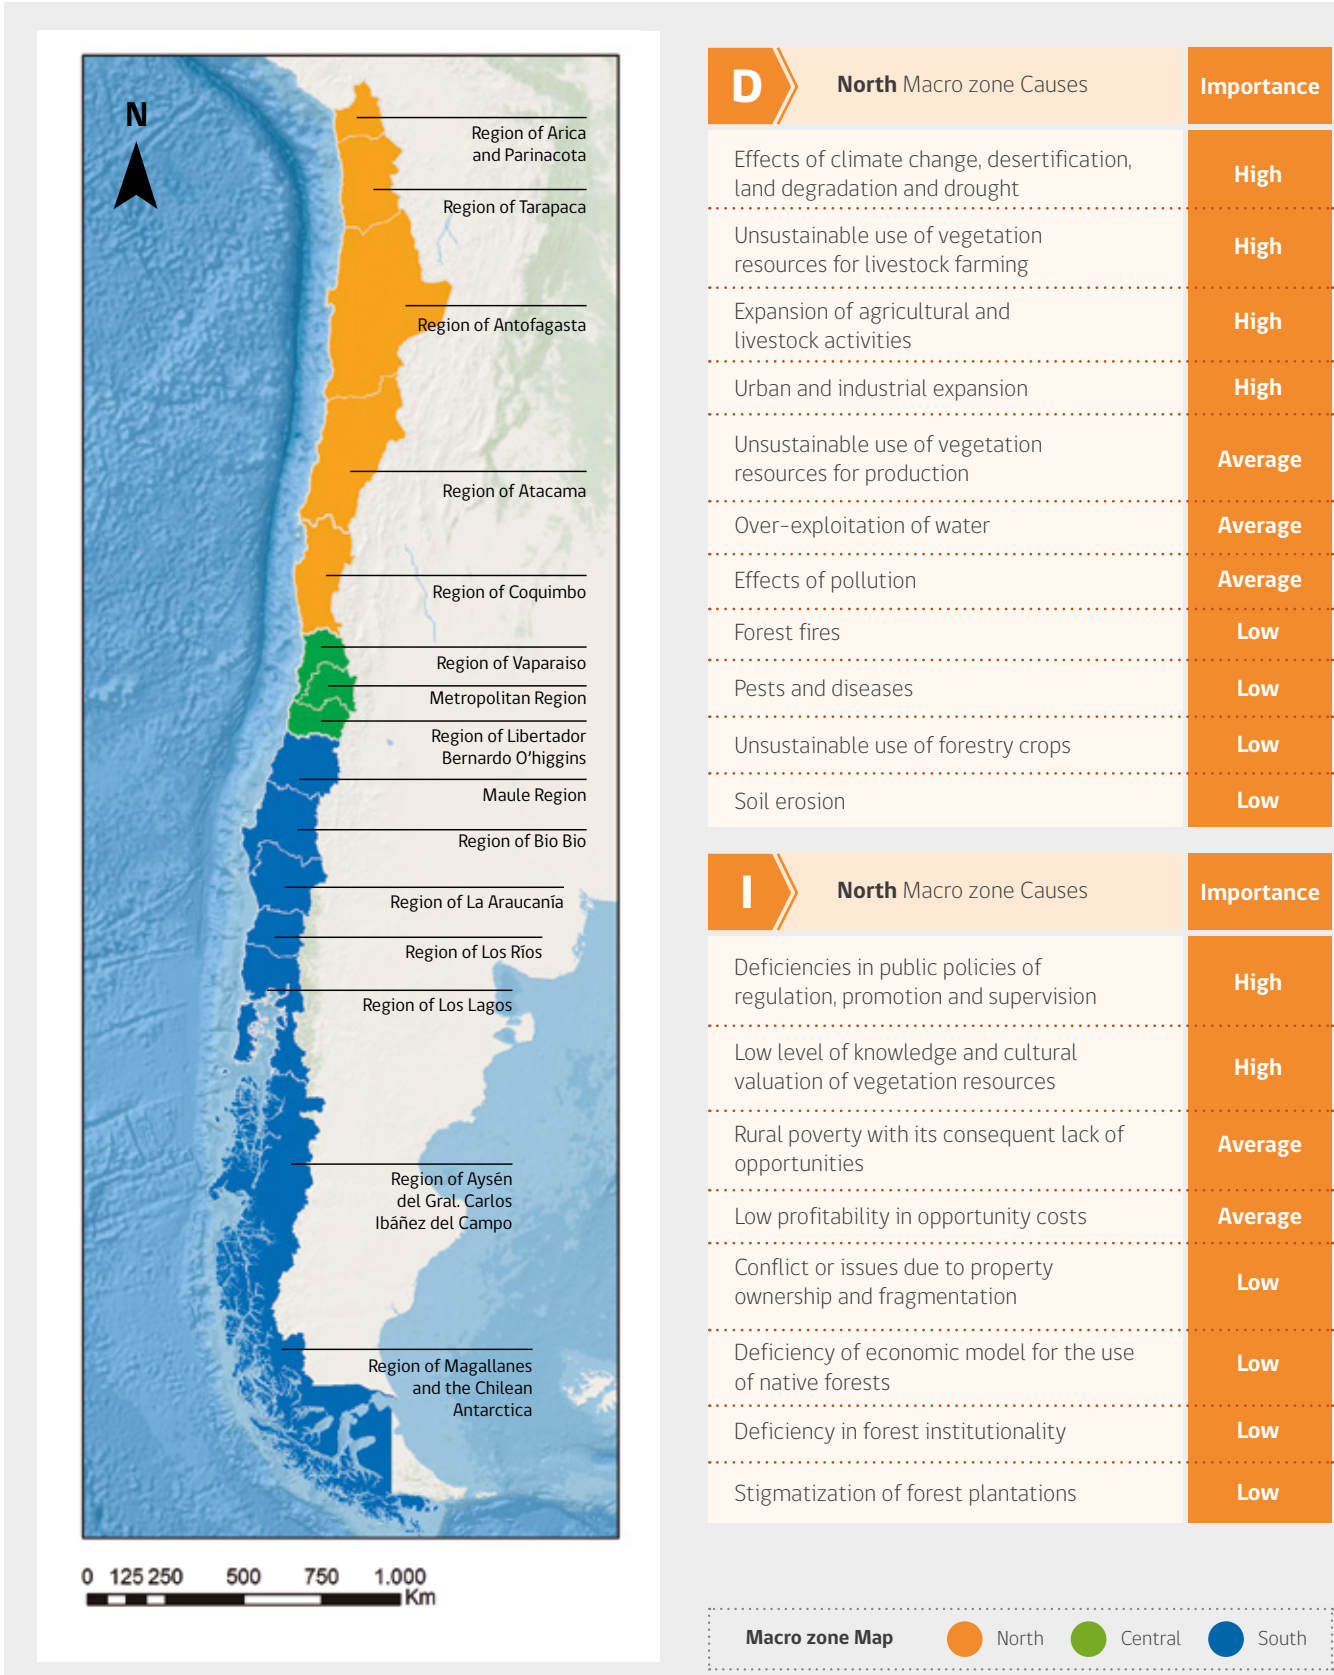 N
Region of Arica
and Parinacota
Region of Tarapaca
Region of Antofagasta
Region of Atacama
Region of Coquimbo
Region of Vaparaiso
Metropolitan Region
Region of Libertador
Bernardo O'higgins
Maule Region
Region of Bio Bio
Region of La Araucanía
Region of Los Ríos
Region of Los Lagos
Region of Aysén
del Gral. Carlos
Ibáñez del Campo
Region of Magallanes
and the Chilean
Antarctica
0 125 250 500 750 1.000
Km
D North Macro zone Causes Importance
Effects of climate change, desertification,
land degradation and drought
High
Unsustainable use of vegetation
resources for livestock farming
High
Expansion of agricultural and
livestock activities
High
Urban and industrial expansion High
Unsustainable use of vegetation
resources for production
Average
Over-exploitation of water Average
Effects of pollution Average
Forest fires Low
Pests and diseases Low
Unsustainable use of forestry crops Low
Soil erosion Low
I North Macro zone Causes Importance
Deficiencies in public policies of
regulation, promotion and supervision
High
Low level of knowledge and cultural
valuation of vegetation resources
High
Rural poverty with its consequent lack of
opportunities
Average
Low profitability in opportunity costs Average
Conflict or issues due to property
ownership and fragmentation
Low
Deficiency of economic model for the use
of native forests
Low
Deficiency in forest institutionality Low
Stigmatization of forest plantations Low
Macro zone Map North Central South